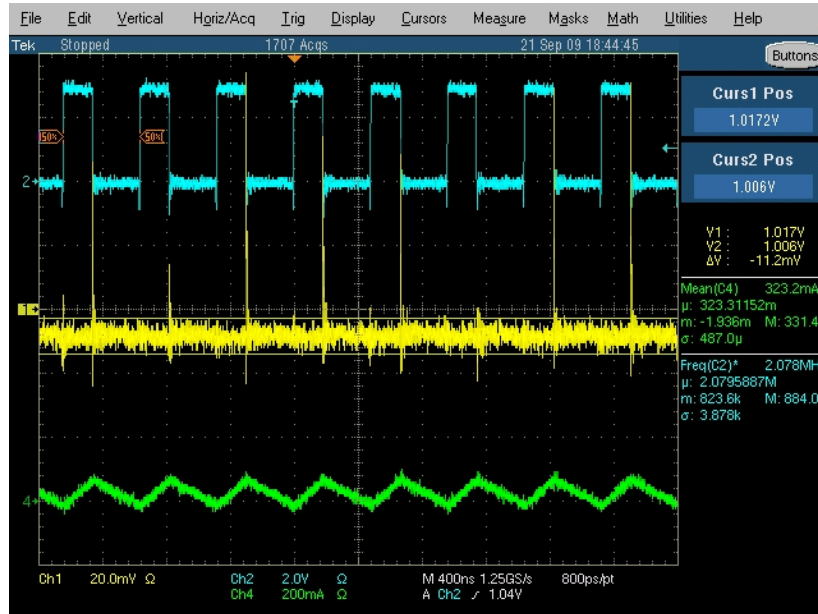 File Edit Vertical Horiz/Acq Trig Display Cursors Measure Masks Math Utilities Help
Tek Stopped 1707 Acqs 21 Sep 09 18:44:45
Buttons
Curs1 Pos
1.0172V
Curs2 Pos
1.006V
50% 50%
T
2
V1 : 1.017V
V2 : 1.006V
ΔV : -11.2mV
1
Mean(C4) 323.2mA
μ: 323.31152m
m: -1.936m M: 331.4
σ: 487.0μ
Freq(C2)* 2.078MH
μ: 2.0795887M
m: 823.6k M: 884.0
σ: 3.878k
4
Ch1 20.0mV Ω Ch2 2.0V Ω M 400ns 1.25GS/s 800ps/pt
Ch4 200mA Ω A Ch2 ∫ 1.04V